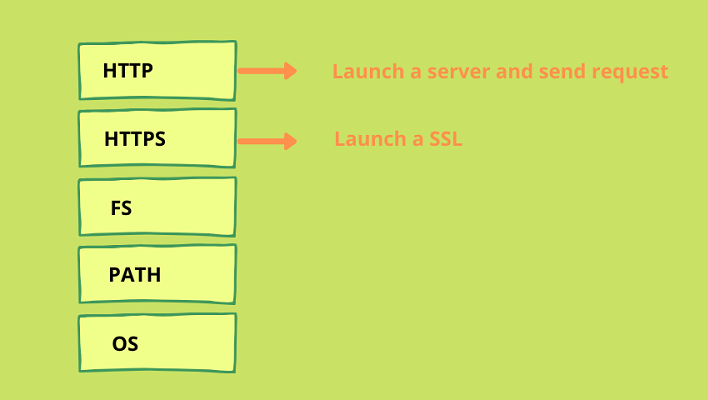 HTTP
Launch a server and send request
HTTPS
Launch a SSL
FS
PATH
OS